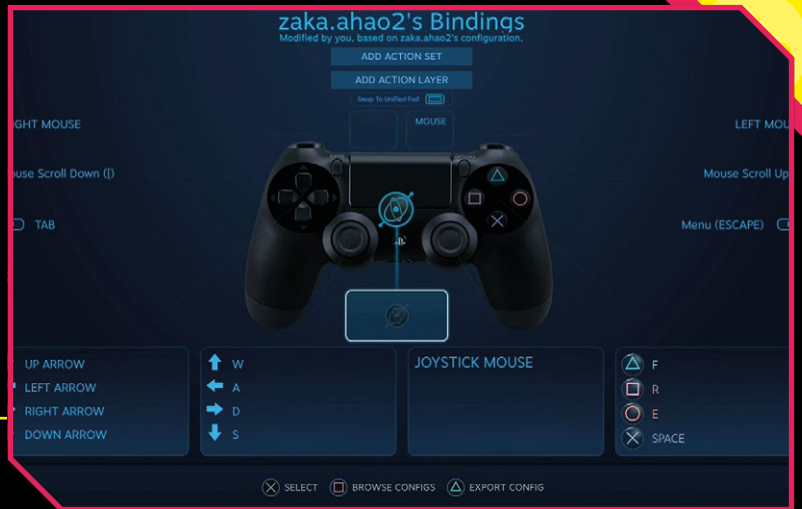 zaka.ahao2's Bindings
Modified by you, based on zaka.ahao2's configuration.
ADD ACTION SET
ADD ACTION LAYER
Swap To Unified Pad
GHT MOUSE
MOUSE
LEFT MOU
use Scroll Down (|)
Mouse Scroll Up
TAB
Menu (ESCAPE)
UP ARROW
LEFT ARROW
RIGHT ARROW
DOWN ARROW
W
A
D
S
JOYSTICK MOUSE
F
R
E
SPACE
SELECT BROWSE CONFIGS EXPORT CONFIG